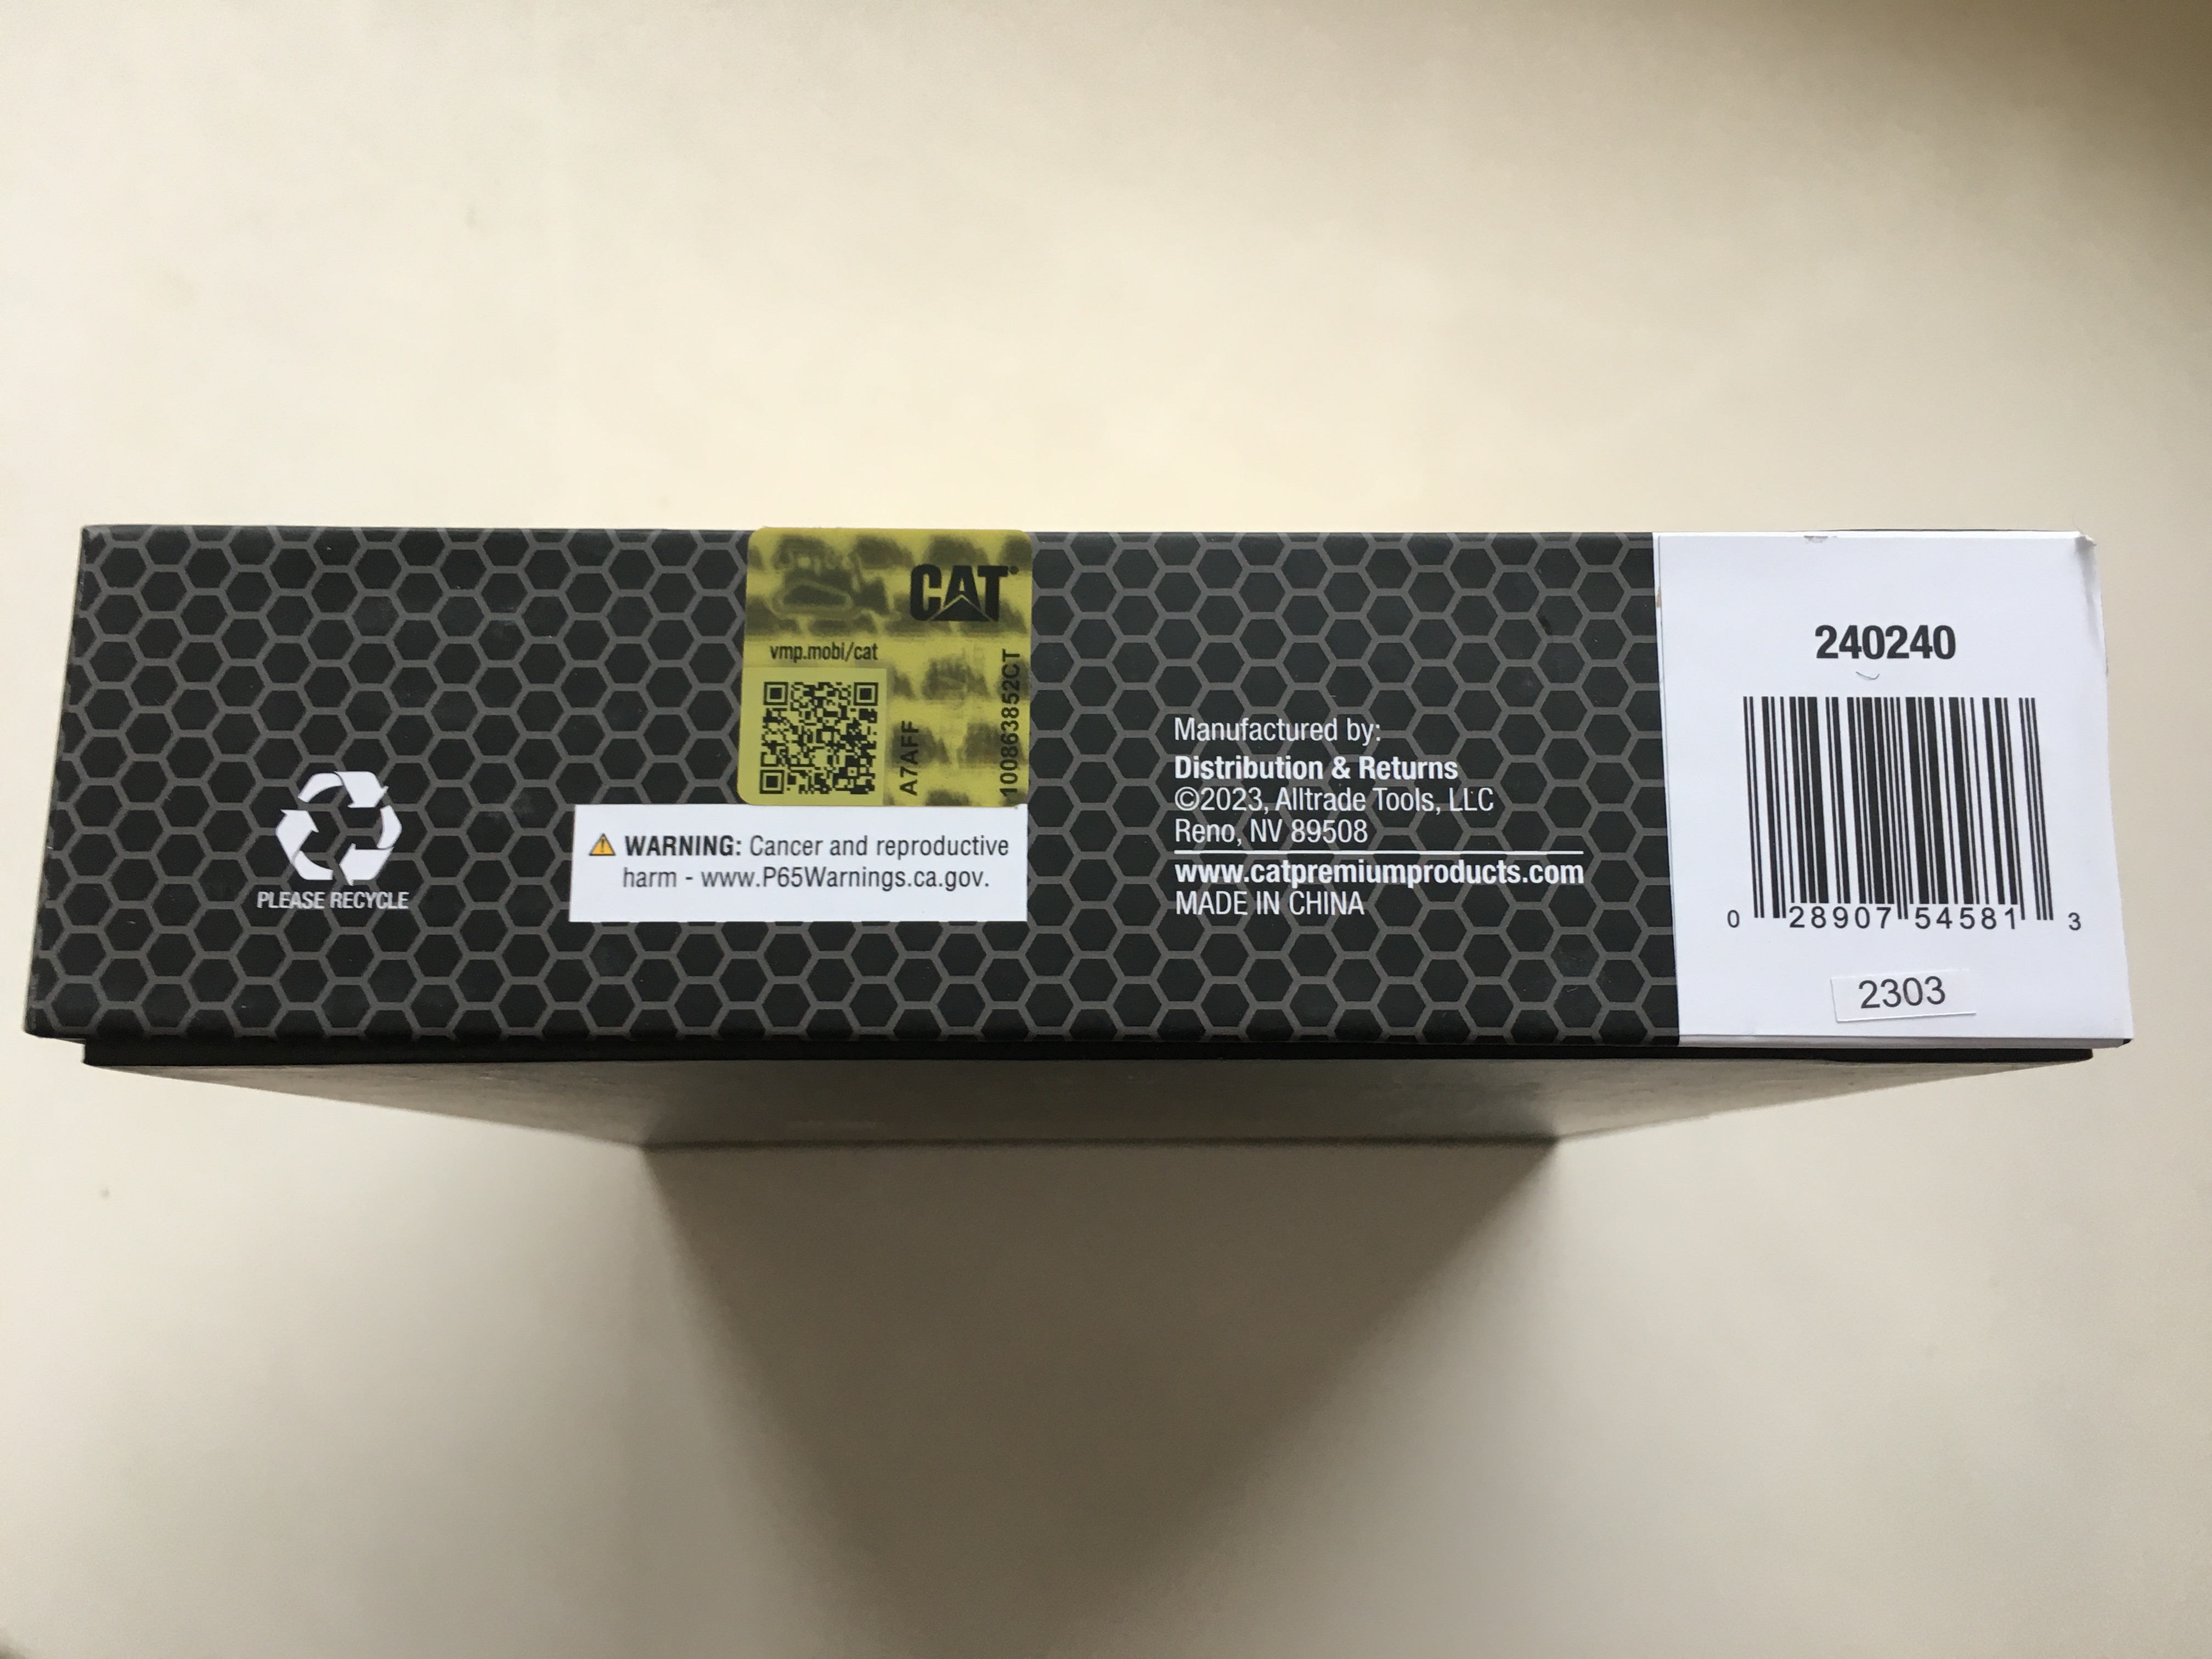 CAT®
vmp.mobi/cat
A7AFF
100863852CT
PLEASE RECYCLE
WARNING: Cancer and reproductive
harm - www.P65Warnings.ca.gov.
Manufactured by:
Distribution & Returns
©2023, Alltrade Tools, LLC
Reno, NV 89508
www.catpremiumproducts.com
MADE IN CHINA
240240
0 28907 54581 3
2303